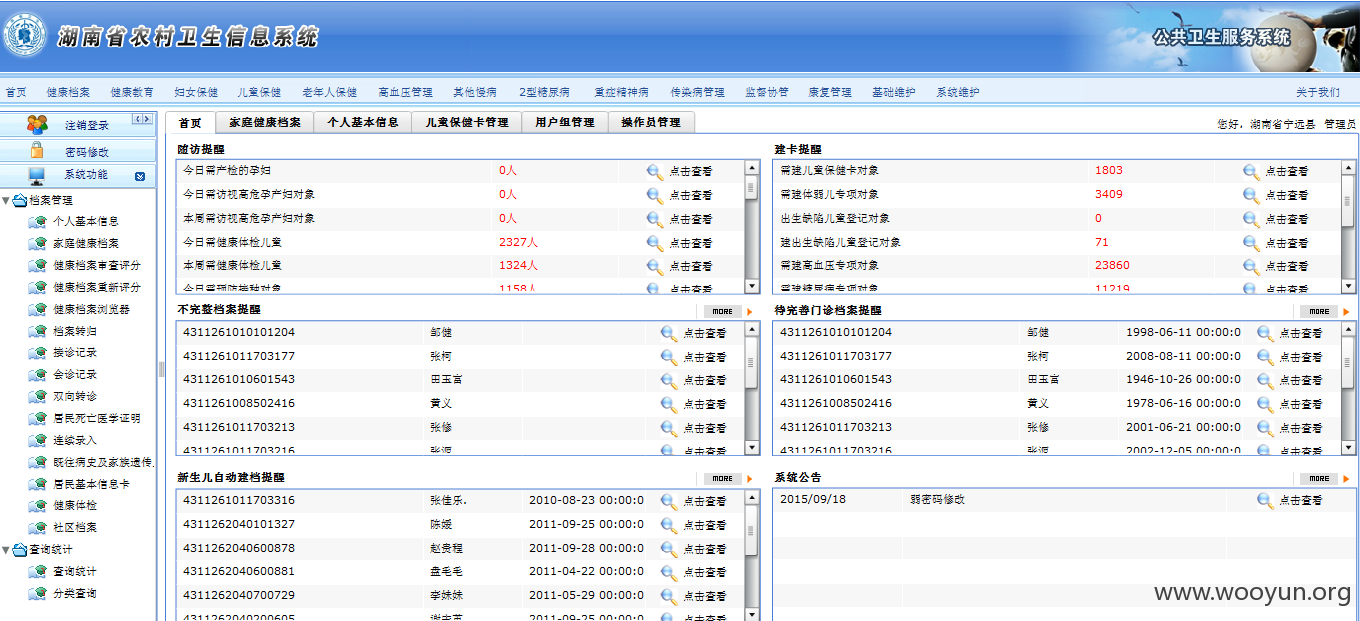 湖南省农村卫生信息系统
公共卫生服务系统
首页 健康档案 健康教育 妇女保健 儿童保健 老年人保健 高血压管理 其他慢病 2型糖尿病 重症精神病 传染病管理 监督协管 康复管理 基础维护 系统维护 关于我们
注销登录
密码修改
系统功能
档案管理
个人基本信息
家庭健康档案
健康档案审查评分
健康档案重新评分
健康档案浏览器
档案转归
接诊记录
会诊记录
双向转诊
居民死亡医学证明
连续录入
既往病史及家族遗传
居民基本信息卡
健康体检
社区档案
查询统计
查询统计
分类查询
首页 家庭健康档案 个人基本信息 儿童保健卡管理 用户组管理 操作员管理
您好，湖南省宁远县 管理员
随访提醒
今日需产检的孕妇 0人 点击查看
今日需访视高危孕产妇对象 0人 点击查看
本周需访视高危孕产妇对象 0人 点击查看
今日需健康体检儿童 2327人 点击查看
本周需健康体检儿童 1324人 点击查看
今日需预防接种对象 1158人 点击查看
建卡提醒
需建儿童保健卡对象 1803 点击查看
需建体弱儿专项对象 3409 点击查看
出生缺陷儿童登记对象 0 点击查看
建出生缺陷儿童登记对象 71 点击查看
需建高血压专项对象 23860 点击查看
需建糖尿病专项对象 11219 点击查看
不完整档案提醒 MORE
4311261010101204 邹健 点击查看
4311261011703177 张柯 点击查看
4311261010601543 田玉富 点击查看
4311261008502416 黄义 点击查看
4311261011703213 张修 点击查看
4311261011703216 点击查看
待完善门诊档案提醒 MORE
4311261010101204 邹健 1998-06-11 00:00:0 点击查看
4311261011703177 张柯 2008-08-11 00:00:0 点击查看
4311261010601543 田玉富 1946-10-26 00:00:0 点击查看
4311261008502416 黄义 1978-06-16 00:00:0 点击查看
4311261011703213 张修 2001-06-21 00:00:0 点击查看
4311261011703216 2002-12-05 00:00:0 点击查看
新生儿自动建档提醒 MORE
4311261011703316 张佳乐. 2010-08-23 00:00:0 点击查看
4311262040101327 陈媛 2011-09-25 00:00:0 点击查看
4311262040600878 赵贵程 2011-09-28 00:00:0 点击查看
4311262040600881 盘毛毛 2011-04-22 00:00:0 点击查看
4311262040700729 李妹妹 2011-05-29 00:00:0 点击查看
4311262040200605 2011-09-25 00:00:0 点击查看
系统公告 MORE
2015/09/18 弱密码修改 点击查看
www.wooyun.org